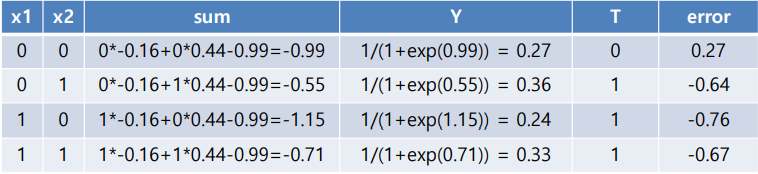 x1 x2 sum Y T error
0 0 0*-0.16+0*0.44-0.99=-0.99 1/(1+exp(0.99)) = 0.27 0 0.27
0 1 0*-0.16+1*0.44-0.99=-0.55 1/(1+exp(0.55)) = 0.36 1 -0.64
1 0 1*-0.16+0*0.44-0.99=-1.15 1/(1+exp(1.15)) = 0.24 1 -0.76
1 1 1*-0.16+1*0.44-0.99=-0.71 1/(1+exp(0.71)) = 0.33 1 -0.67